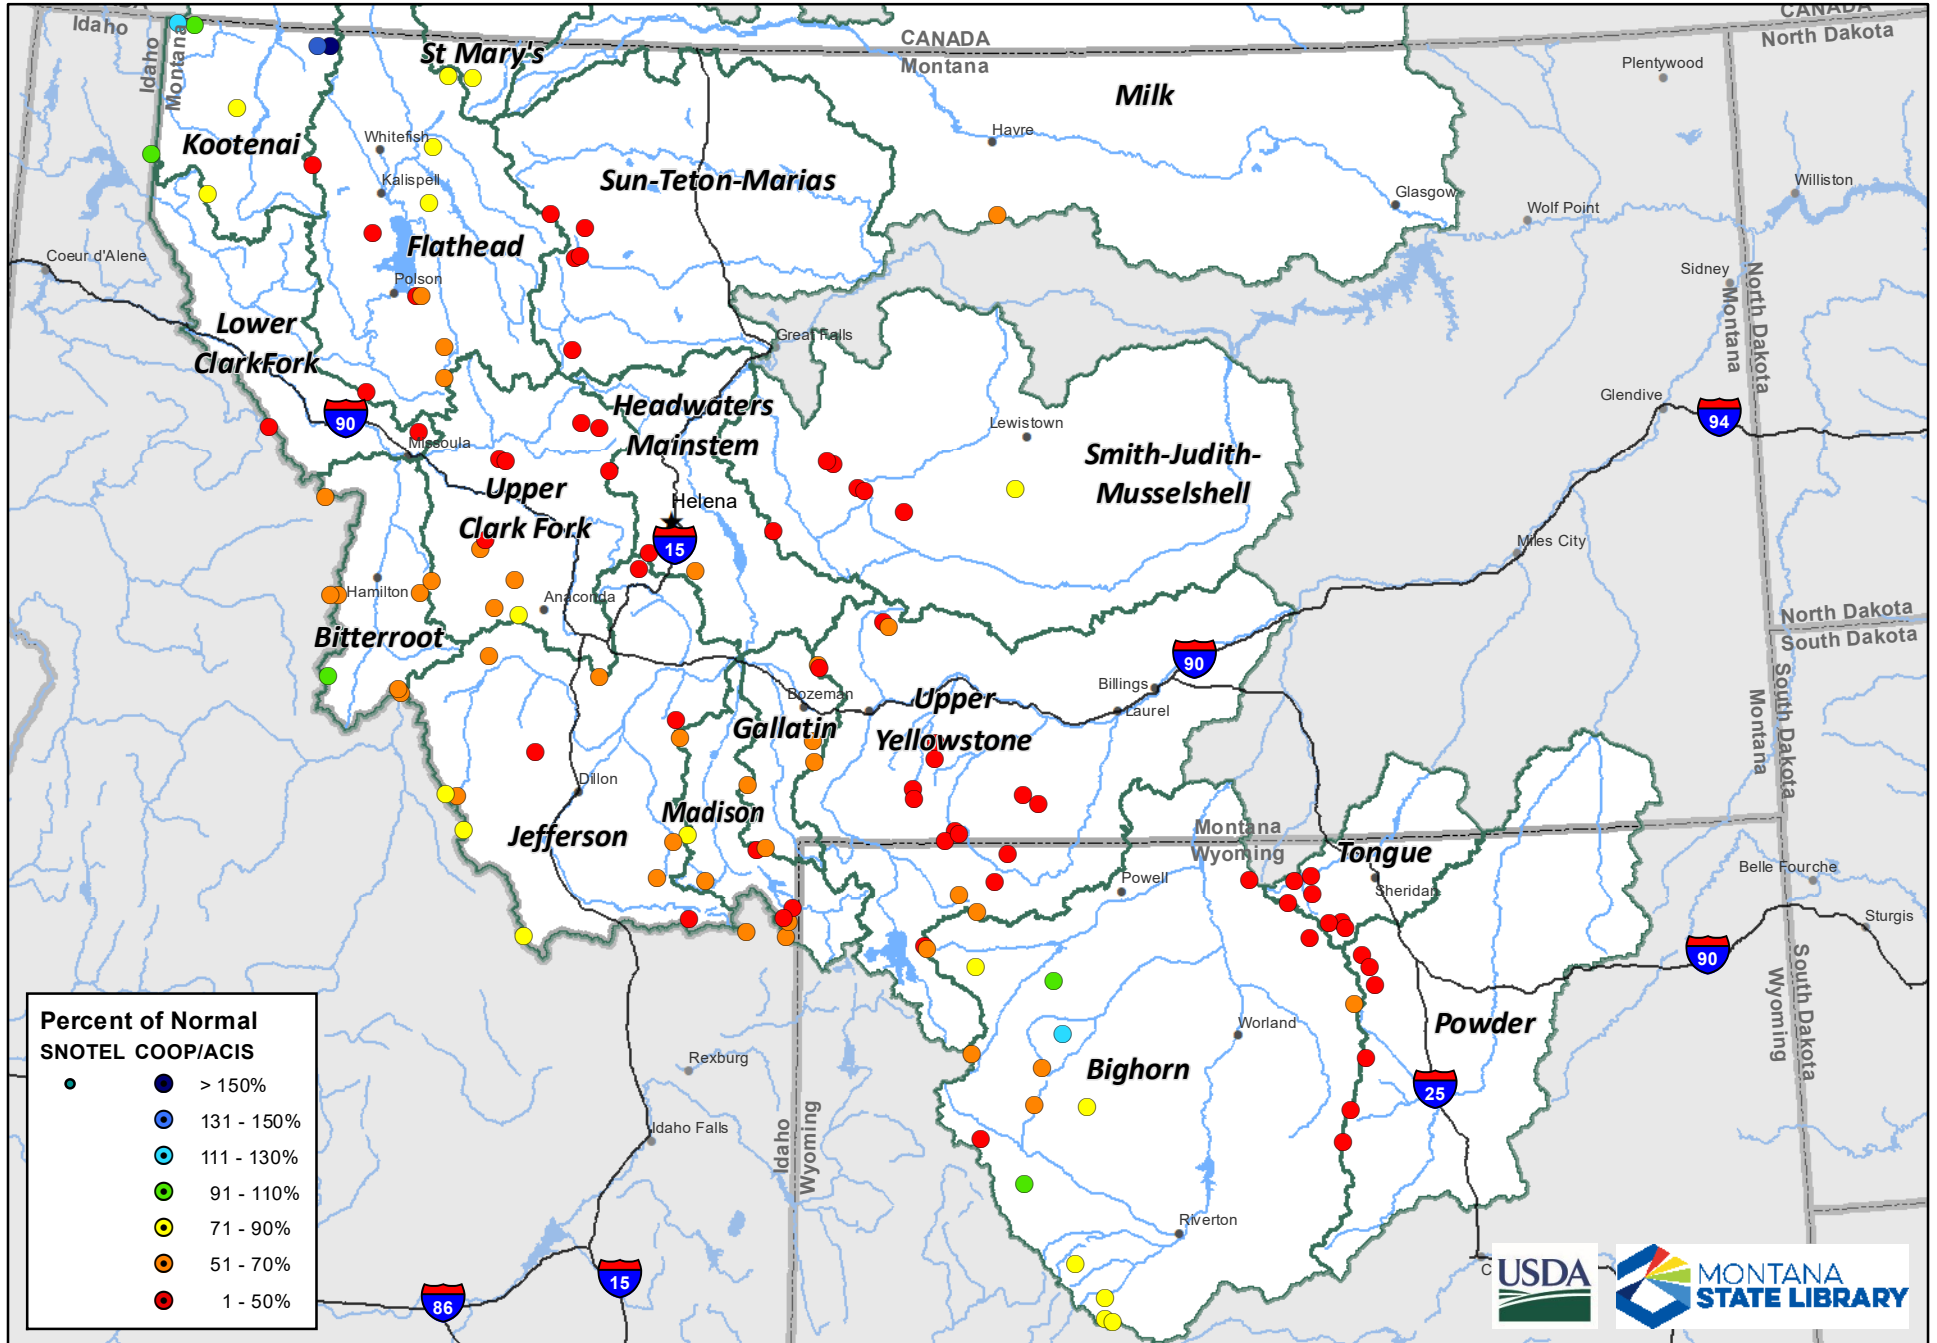 CANADA
Idaho
Idaho
Montana
St Mary's
CANADA
Montana
CANADA
North Dakota
Plentywood
Milk
Kootenai
Whitefish
Havre
Kalispell
Sun-Teton-Marias
Glasgow
Williston
Wolf Point
Coeur d'Alene
Flathead
Polson
Sidney
Montana
North Dakota
Lower
ClarkFork
Great Falls
Headwaters
Mainstem
Glendive
90
94
Missoula
Lewistown
Smith-Judith-
Musselshell
Upper
Clark Fork
Helena
15
Miles City
Hamilton
Anaconda
North Dakota
South Dakota
Bitterroot
90
Billings
Laurel
Montana
South Dakota
Bozeman
Gallatin
Upper
Yellowstone
Dillon
Madison
Jefferson
Montana
Wyoming
Tongue
Sheridan
Powell
Belle Fourche
Sturgis
90
South Dakota
Wyoming
Percent of Normal
SNOTEL COOP/ACIS
> 150%
131 - 150%
111 - 130%
91 - 110%
71 - 90%
51 - 70%
1 - 50%
Worland
Powder
Rexburg
Bighorn
25
Idaho Falls
Idaho
Wyoming
Riverton
86
15
C
USDA
MONTANA
STATE LIBRARY